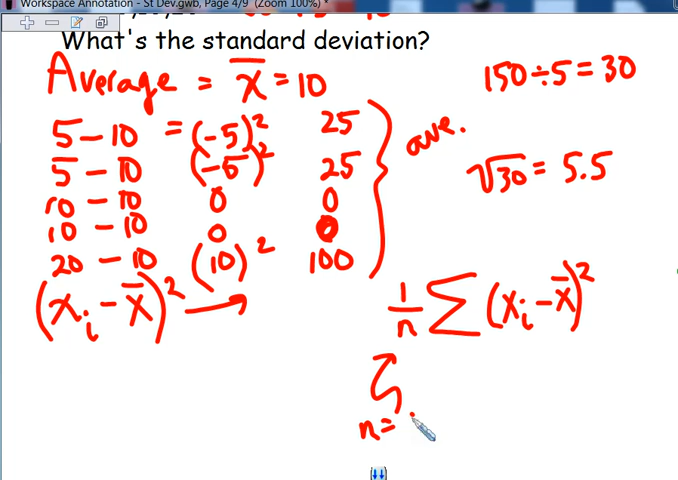 Workspace Annotation - St Dev.gwb, Page 4/9 (Zoom 100%) *
What's the standard deviation?
Average = x̄ = 10
150 ÷ 5 = 30
5 - 10 = (-5)² 25
5 - 10 (-5)² 25
10 - 10 0 0
10 - 10 0 0
20 - 10 (10)² 100
ave.
√30 = 5.5
(xᵢ - x̄)² →
1/n ∑ (xᵢ - x̄)²
n =